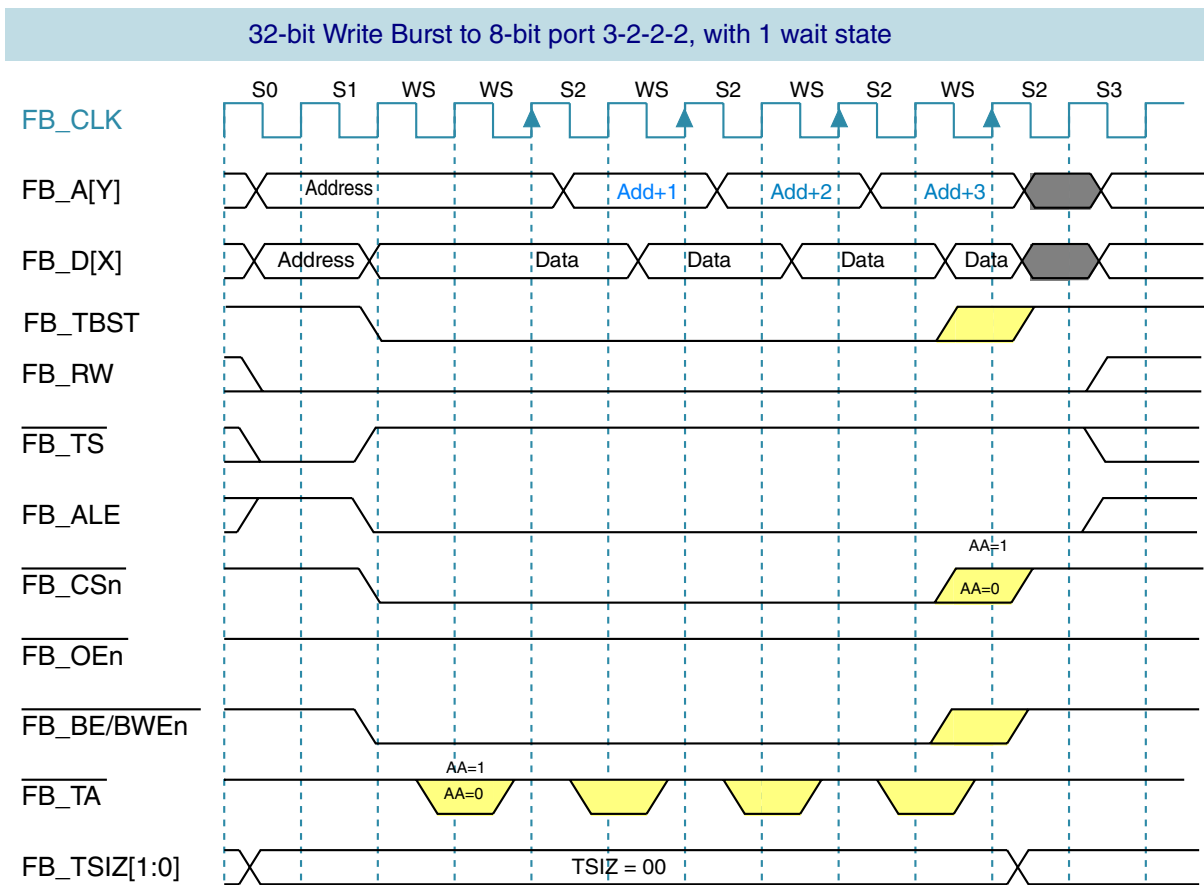 32-bit Write Burst to 8-bit port 3-2-2-2, with 1 wait state
S0 S1 WS WS S2 WS S2 WS S2 WS S2 S3
FB_CLK
FB_A[Y] Address Add+1 Add+2 Add+3
FB_D[X] Address Data Data Data Data
FB_TBST
FB_RW
FB_TS
FB_ALE
AA=1
FB_CSn AA=0
FB_OEn
FB_BE/BWEn
AA=1
FB_TA AA=0
FB_TSIZ[1:0] TSIZ = 00